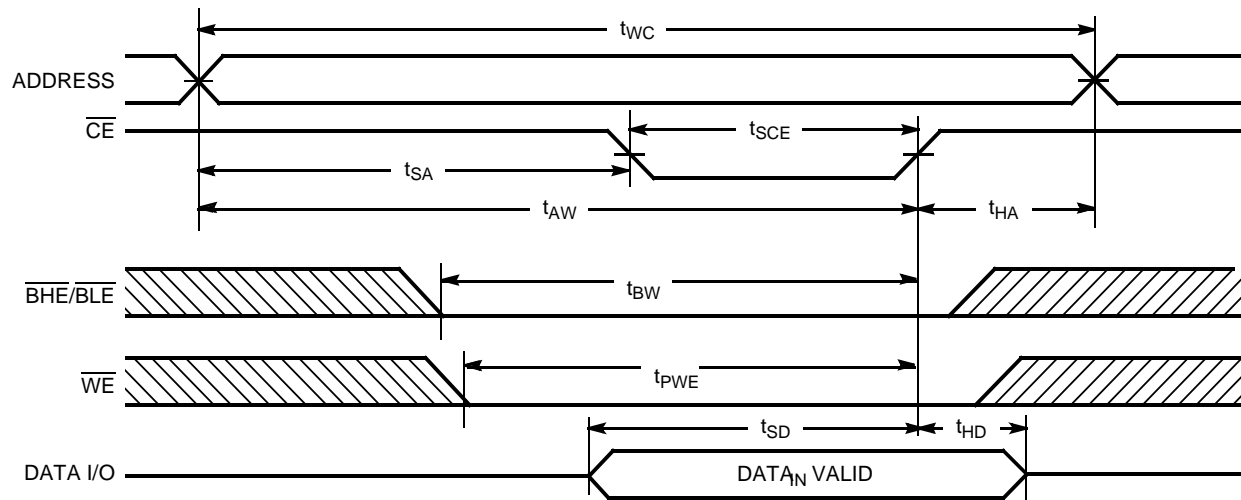 tWC
ADDRESS
CE
tSCE
tSA
tAW
tHA
BHE/BLE
tBW
WE
tPWE
tSD
tHD
DATA I/O
DATAIN VALID